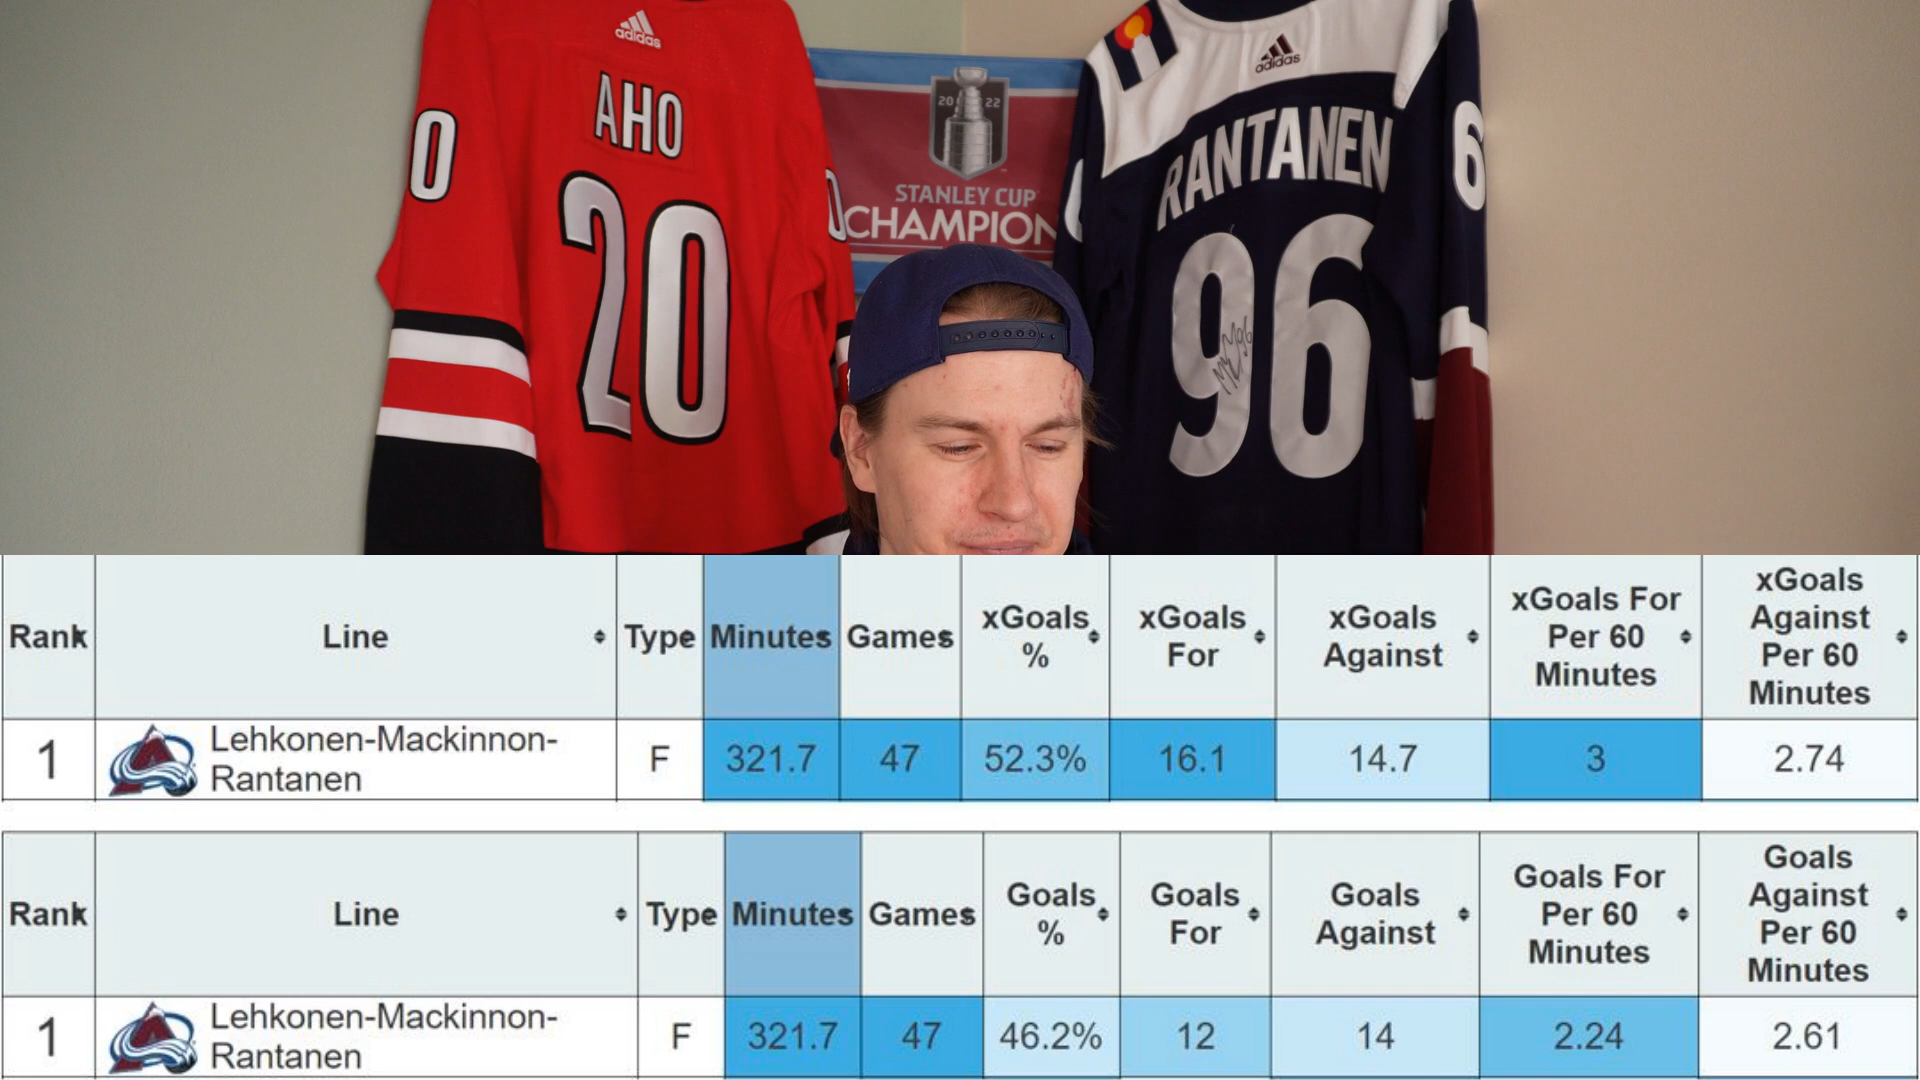 adidas
AHO
20
0
0
20 22
STANLEY CUP
CHAMPION
adidas
RANTANEN
96
6
Rank Line Type Minutes Games xGoals % xGoals For xGoals Against xGoals For Per 60 Minutes xGoals Against Per 60 Minutes
1 Lehkonen-Mackinnon-Rantanen F 321.7 47 52.3% 16.1 14.7 3 2.74
Rank Line Type Minutes Games Goals % Goals For Goals Against Goals For Per 60 Minutes Goals Against Per 60 Minutes
1 Lehkonen-Mackinnon-Rantanen F 321.7 47 46.2% 12 14 2.24 2.61